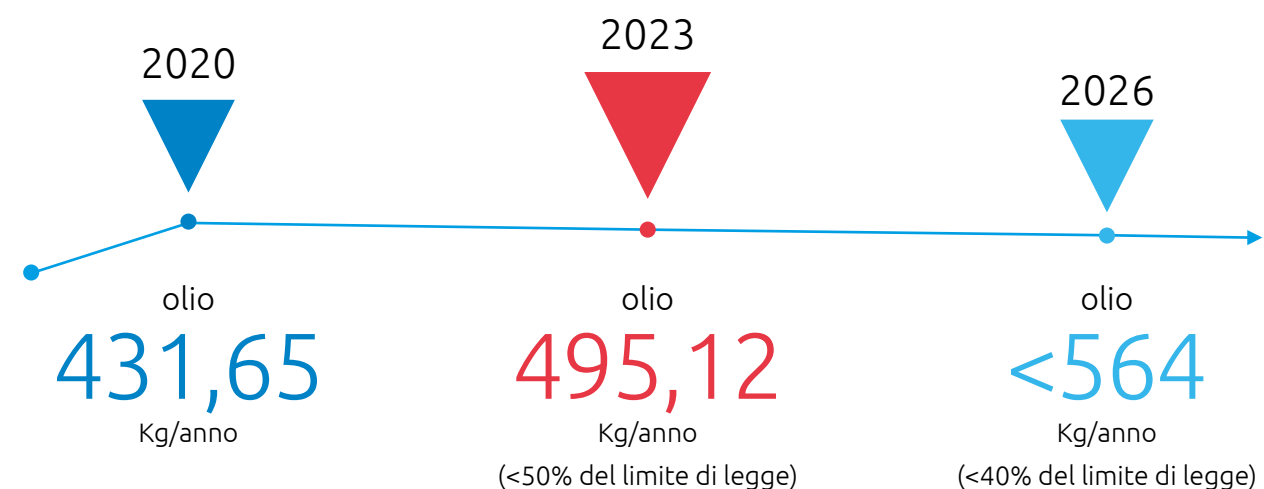 2020
olio
431,65
Kg/anno
2023
olio
495,12
Kg/anno
(<50% del limite di legge)
2026
olio
<564
Kg/anno
(<40% del limite di legge)